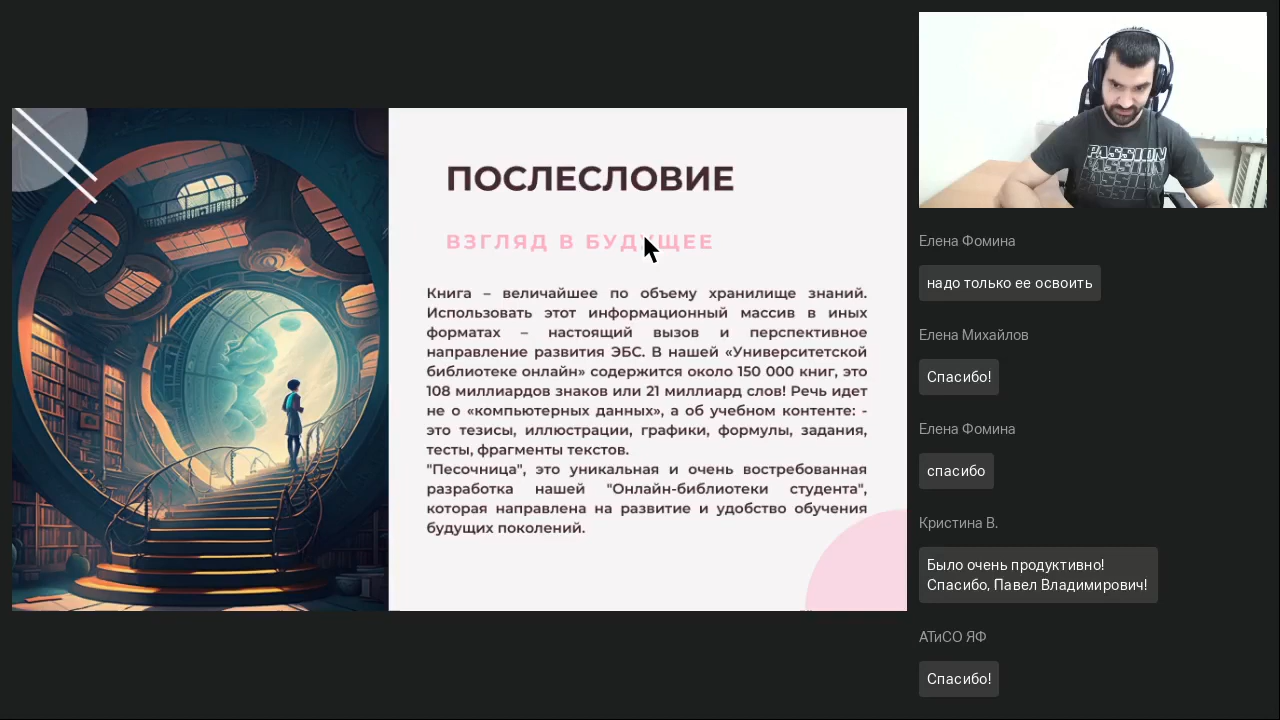 ПОСЛЕСЛОВИЕ
ВЗГЛЯД В БУДУЩЕЕ
Книга – величайшее по объему хранилище знаний.
Использовать этот информационный массив в иных
форматах – настоящий вызов и перспективное
направление развития ЭБС. В нашей «Университетской
библиотеке онлайн» содержится около 150 000 книг, это
108 миллиардов знаков или 21 миллиард слов! Речь идет
не о «компьютерных данных», а об учебном контенте: -
это тезисы, иллюстрации, графики, формулы, задания,
тесты, фрагменты текстов.
"Песочница", это уникальная и очень востребованная
разработка нашей "Онлайн-библиотеки студента",
которая направлена на развитие и удобство обучения
будущих поколений.
PASSION
PASSION
Елена Фомина
надо только ее освоить
Елена Михайлов
Спасибо!
Елена Фомина
спасибо
Кристина В.
Было очень продуктивно!
Спасибо, Павел Владимирович!
АТиСО ЯФ
Спасибо!